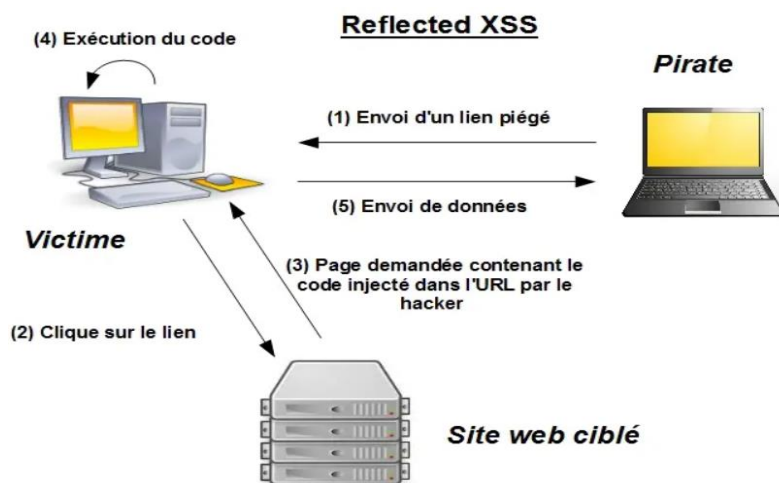 Reflected XSS
(4) Exécution du code
Pirate
(1) Envoi d'un lien piégé
(5) Envoi de données
Victime
(3) Page demandée contenant le
code injecté dans l'URL par le
hacker
(2) Clique sur le lien
Site web ciblé